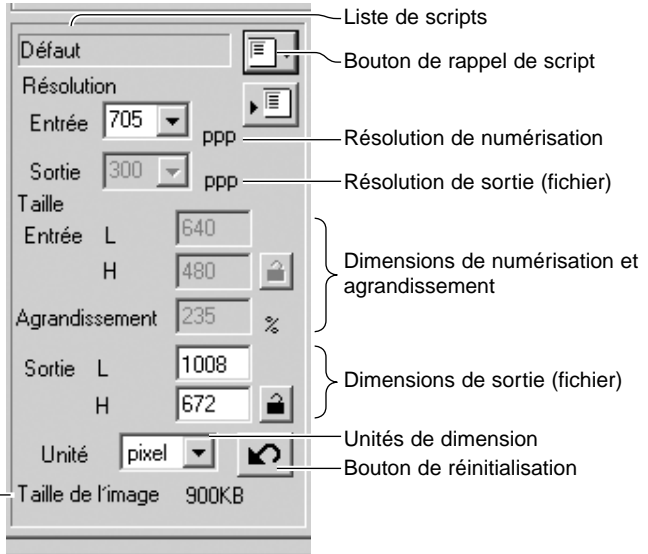 Liste de scripts
Défaut
Bouton de rappel de script
Résolution
Entrée 705 ppp
Résolution de numérisation
Sortie 300 ppp
Résolution de sortie (fichier)
Taille
Entrée L 640
H 480
Dimensions de numérisation et
agrandissement
Agrandissement 235 %
Sortie L 1008
Dimensions de sortie (fichier)
H 672
Unités de dimension
Unité pixel
Bouton de réinitialisation
Taille de l'image 900KB